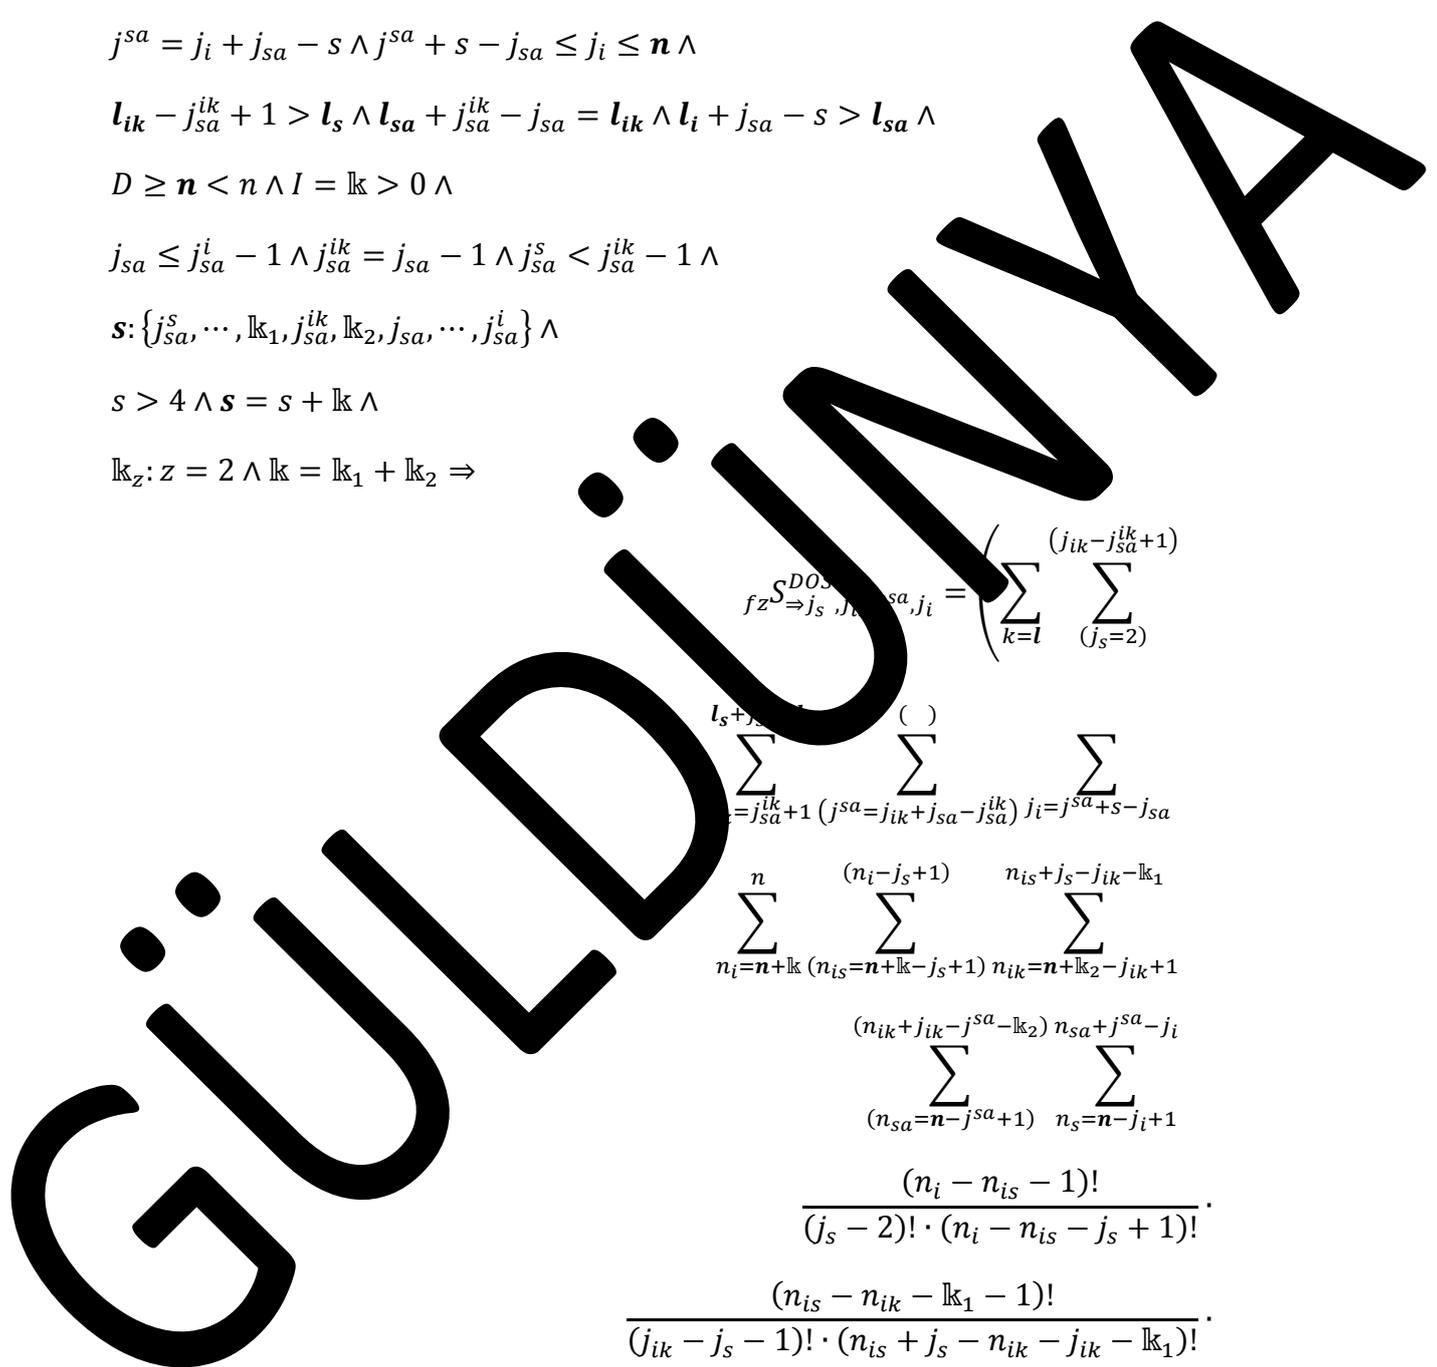 j^{sa} = j_i + j_{sa} − s ∧ j^{sa} + s − j_{sa} ≤ j_i ≤ n ∧
l_{ik} − j_{sa}^{ik} + 1 > l_s ∧ l_{sa} + j_{sa}^{ik} − j_{sa} = l_{ik} ∧ l_i + j_{sa} − s > l_{sa} ∧
D ≥ n < n ∧ I = 𝕜 > 0 ∧
j_{sa} ≤ j_{sa}^{i} − 1 ∧ j_{sa}^{ik} = j_{sa} − 1 ∧ j_{sa}^{s} < j_{sa}^{ik} − 1 ∧
s: {j_{sa}^{s}, ⋯ , 𝕜_1, j_{sa}^{ik}, 𝕜_2, j_{sa}, ⋯ , j_{sa}^{i}} ∧
s > 4 ∧ s = s + 𝕜 ∧
𝕜_z: z = 2 ∧ 𝕜 = 𝕜_1 + 𝕜_2 ⇒
GÜLDÜNYA
= ( ∑_{k=l} ∑_{(j_s=2)}^{(j_{ik}−j_{sa}^{ik}+1)}
∑ ∑_{(j^{sa}=j_{ik}+j_{sa}−j_{sa}^{ik})}^{( )} ∑_{j_i=j^{sa}+s−j_{sa}}
∑_{n_i=n+𝕜}^{n} ∑_{(n_{is}=n+𝕜−j_s+1)}^{(n_i−j_s+1)} ∑_{n_{ik}=n+𝕜_2−j_{ik}+1}^{n_{is}+j_s−j_{ik}−𝕜_1}
∑_{(n_{sa}=n−j^{sa}+1)}^{(n_{ik}+j_{ik}−j^{sa}−𝕜_2)} ∑_{n_s=n−j_i+1}^{n_{sa}+j^{sa}−j_i}
(n_i − n_{is} − 1)!
(j_s − 2)! · (n_i − n_{is} − j_s + 1)! ·
(n_{is} − n_{ik} − 𝕜_1 − 1)!
(j_{ik} − j_s − 1)! · (n_{is} + j_s − n_{ik} − j_{ik} − 𝕜_1)! ·